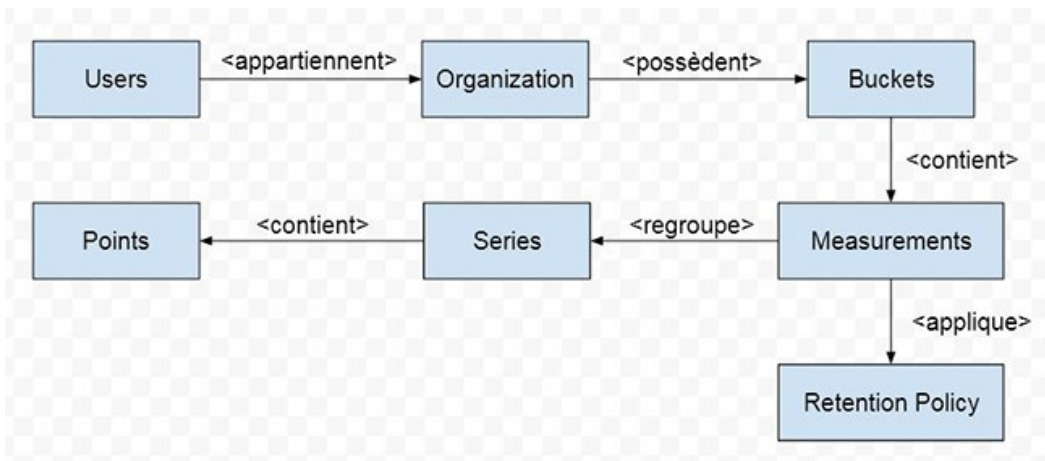 Users
<appartiennent>
Organization
<possèdent>
Buckets
<contient>
Points
<contient>
Series
<regroupe>
Measurements
<applique>
Retention Policy